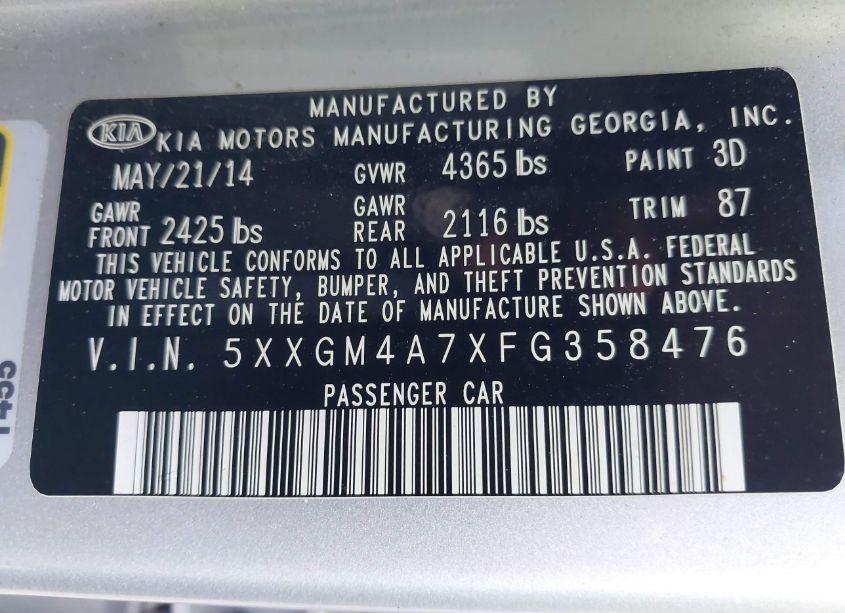 MANUFACTURED BY
KIA KIA MOTORS MANUFACTURING GEORGIA, INC.
MAY/21/14 GVWR 4365 lbs PAINT 3D
GAWR FRONT 2425 lbs GAWR REAR 2116 lbs TRIM 87
THIS VEHICLE CONFORMS TO ALL APPLICABLE U.S.A. FEDERAL
MOTOR VEHICLE SAFETY, BUMPER, AND THEFT PREVENTION STANDARDS
IN EFFECT ON THE DATE OF MANUFACTURE SHOWN ABOVE.
V.I.N. 5XXGM4A7XFG358476
PASSENGER CAR